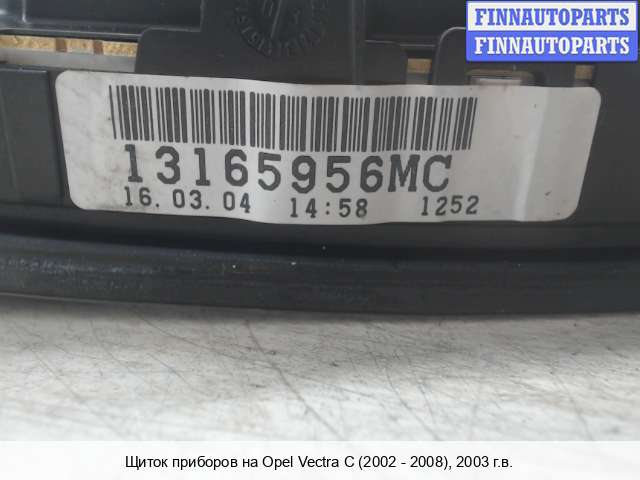 FINNAUTOPARTS
FINNAUTOPARTS
13165956MC
16.03.04 14:58 1252
Щиток приборов на Opel Vectra C (2002 - 2008), 2003 г.в.